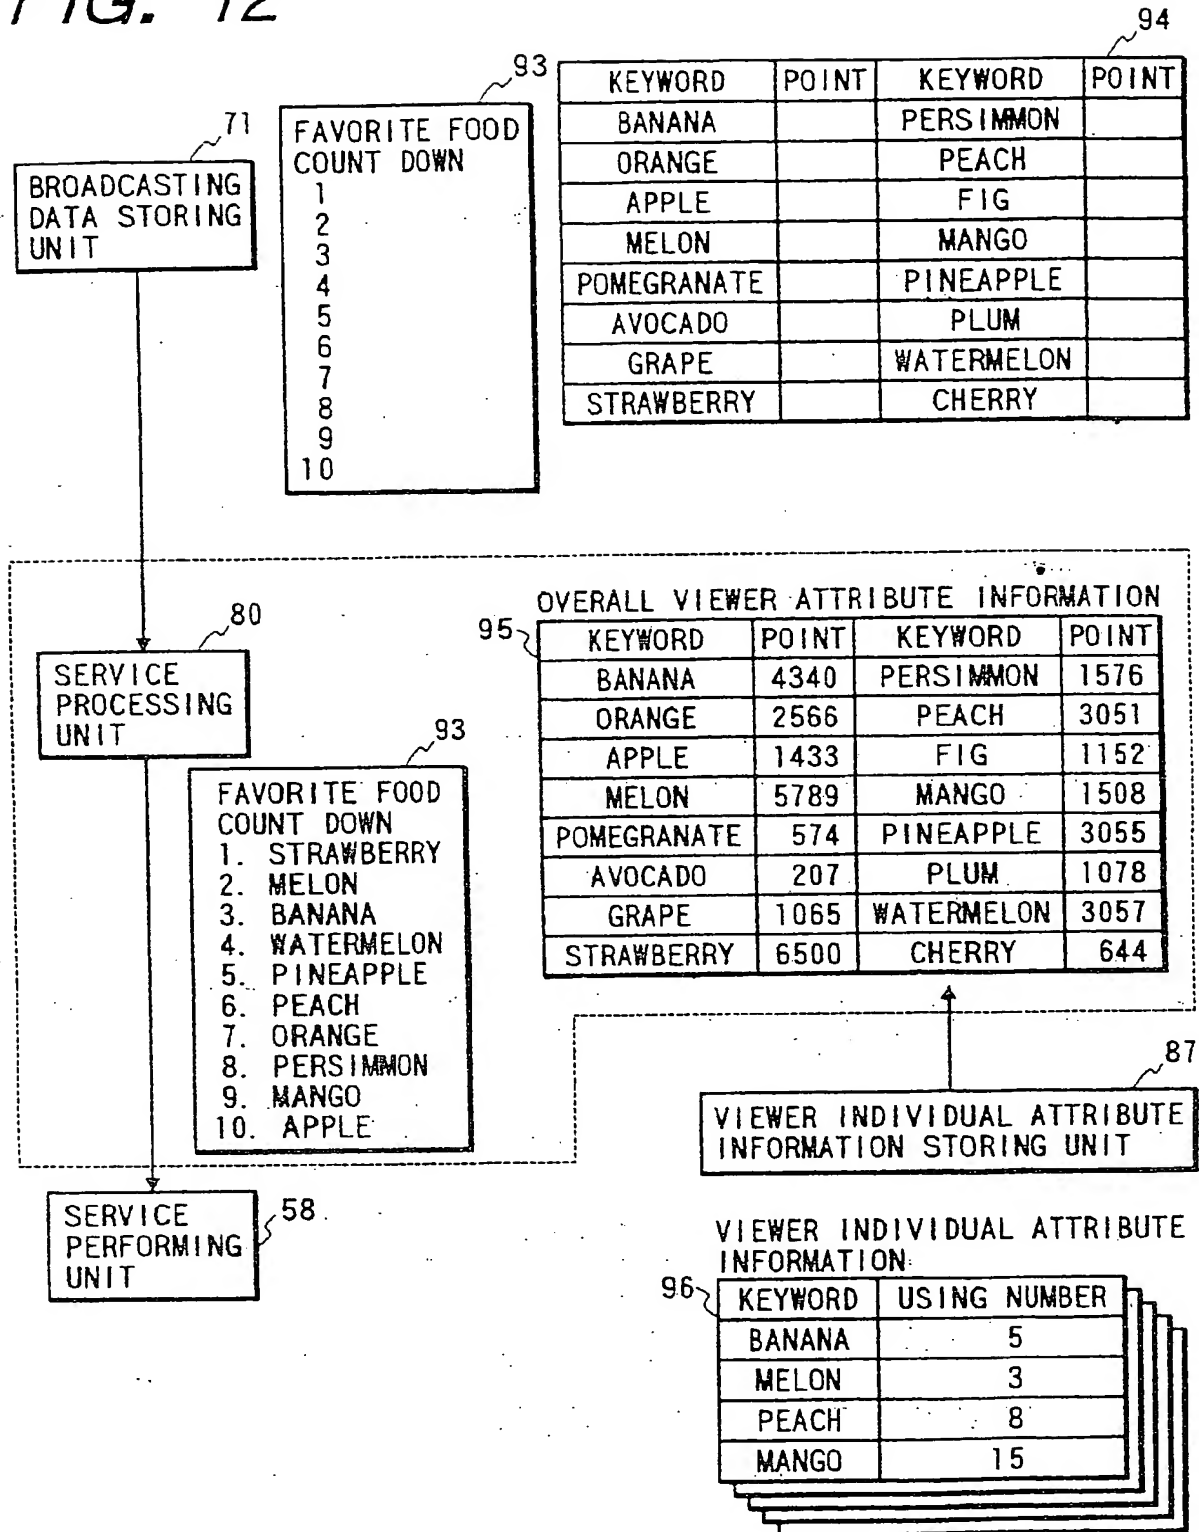 FIG. 12
71
BROADCASTING
DATA STORING
UNIT
93
FAVORITE FOOD
COUNT DOWN
1
2
3
4
5
6
7
8
9
10
94
KEYWORD POINT KEYWORD POINT
BANANA PERSIMMON
ORANGE PEACH
APPLE FIG
MELON MANGO
POMEGRANATE PINEAPPLE
AVOCADO PLUM
GRAPE WATERMELON
STRAWBERRY CHERRY
80
SERVICE
PROCESSING
UNIT
93
FAVORITE FOOD
COUNT DOWN
1. STRAWBERRY
2. MELON
3. BANANA
4. WATERMELON
5. PINEAPPLE
6. PEACH
7. ORANGE
8. PERSIMMON
9. MANGO
10. APPLE
OVERALL VIEWER ATTRIBUTE INFORMATION
95
KEYWORD POINT KEYWORD POINT
BANANA 4340 PERSIMMON 1576
ORANGE 2566 PEACH 3051
APPLE 1433 FIG 1152
MELON 5789 MANGO 1508
POMEGRANATE 574 PINEAPPLE 3055
AVOCADO 207 PLUM 1078
GRAPE 1065 WATERMELON 3057
STRAWBERRY 6500 CHERRY 644
87
VIEWER INDIVIDUAL ATTRIBUTE
INFORMATION STORING UNIT
SERVICE
PERFORMING
UNIT
58
VIEWER INDIVIDUAL ATTRIBUTE
INFORMATION
96
KEYWORD USING NUMBER
BANANA 5
MELON 3
PEACH 8
MANGO 15